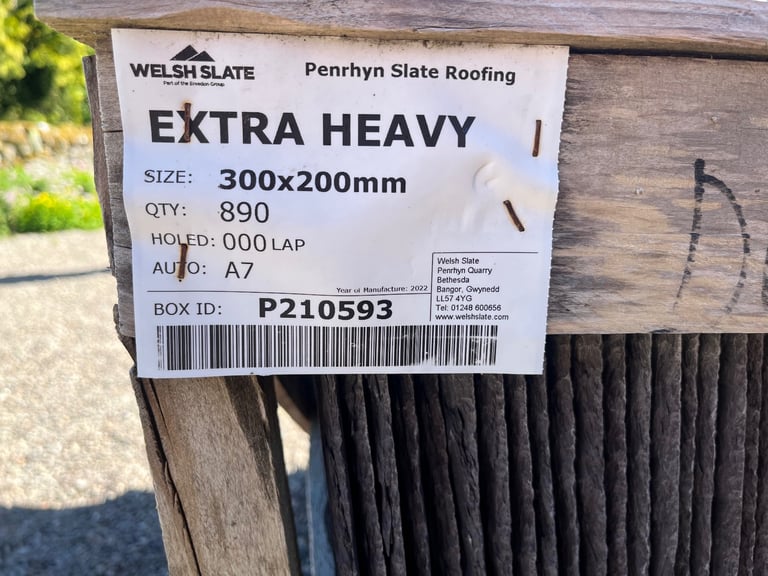 WELSH SLATE
Part of the Breedon Group
Penrhyn Slate Roofing
EXTRA HEAVY
SIZE: 300x200mm
QTY: 890
HOLED: 000 LAP
AUTO: A7
Year of Manufacture: 2022
Welsh Slate
Penrhyn Quarry
Bethesda
Bangor, Gwynedd
LL57 4YG
Tel: 01248 600656
www.welshslate.com
BOX ID: P210593